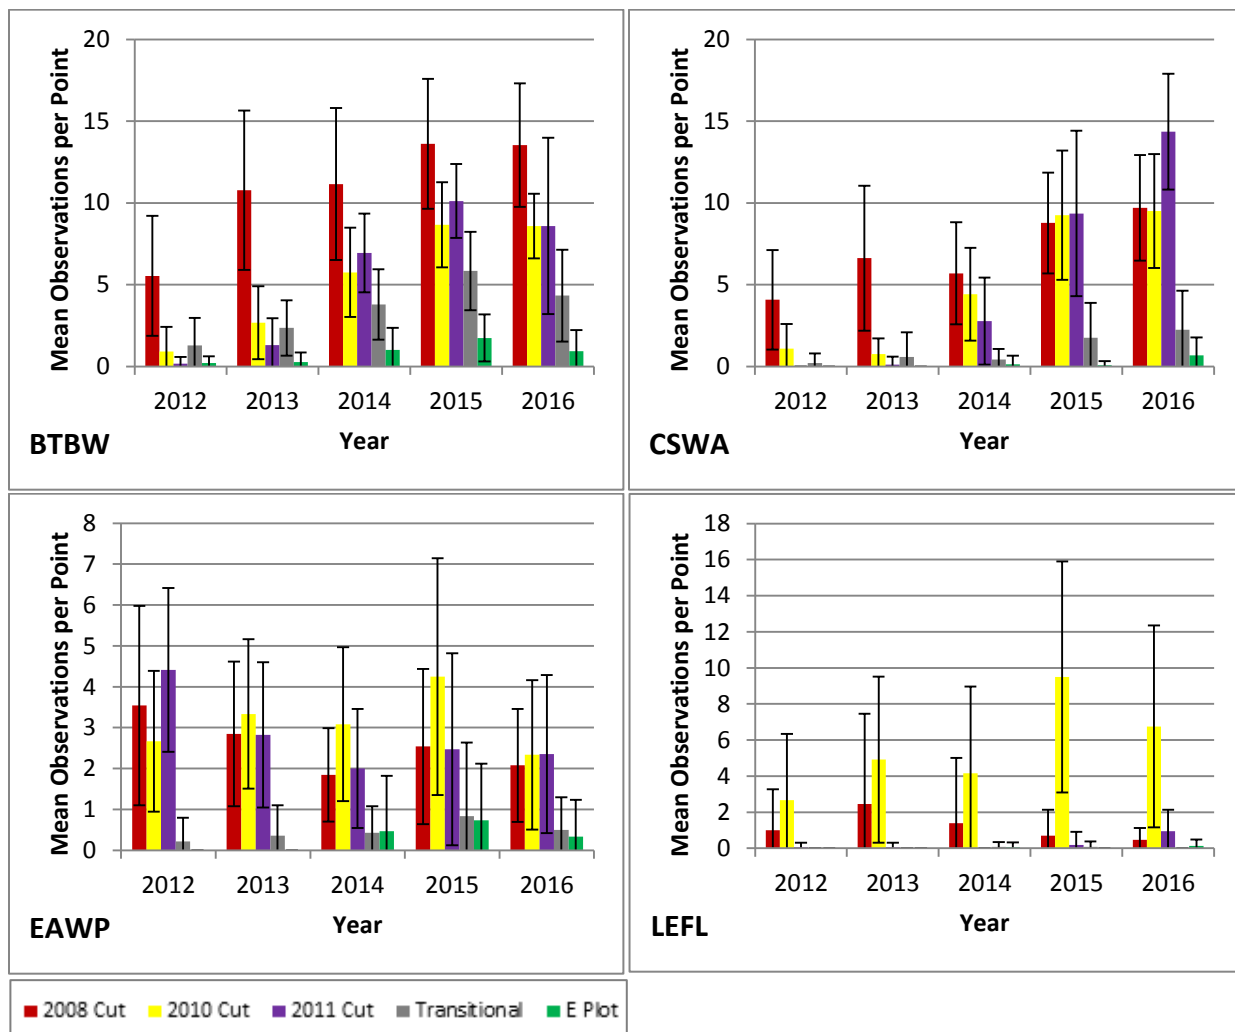 Mean Observations per Point
20
15
10
5
0
2012 2013 2014 2015 2016
Year
BTBW
Mean Observations per Point
20
15
10
5
0
2012 2013 2014 2015 2016
Year
CSWA
Mean Observations per Point
8
7
6
5
4
3
2
1
0
2012 2013 2014 2015 2016
Year
EAWP
Mean Observations per Point
18
16
14
12
10
8
6
4
2
0
2012 2013 2014 2015 2016
Year
LEFL
2008 Cut 2010 Cut 2011 Cut Transitional E Plot